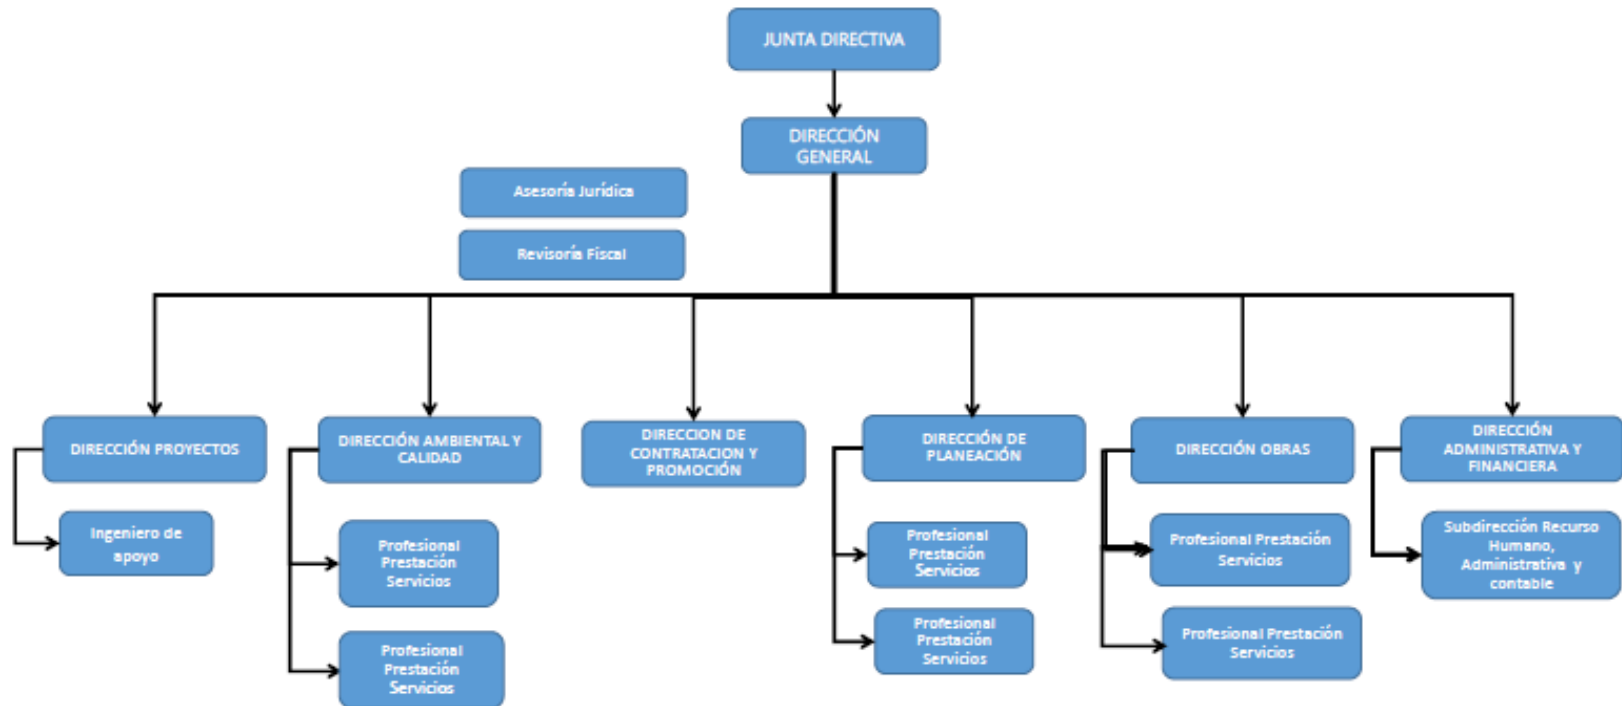 JUNTA DIRECTIVA
DIRECCIÓN
GENERAL
Asesoría Jurídica
Revisoría Fiscal
DIRECCIÓN PROYECTOS
Ingeniero de
apoyo
DIRECCIÓN AMBIENTAL Y
CALIDAD
Profesional
Prestación
Servicios
Profesional
Prestación
Servicios
DIRECCION DE
CONTRATACION Y
PROMOCIÓN
DIRECCIÓN DE
PLANEACIÓN
Profesional
Prestación
Servicios
Profesional
Prestación
Servicios
DIRECCIÓN OBRAS
Profesional Prestación
Servicios
Profesional Prestación
Servicios
DIRECCIÓN
ADMINISTRATIVA Y
FINANCIERA
Subdirección Recurso
Humano,
Administrativa y
contable